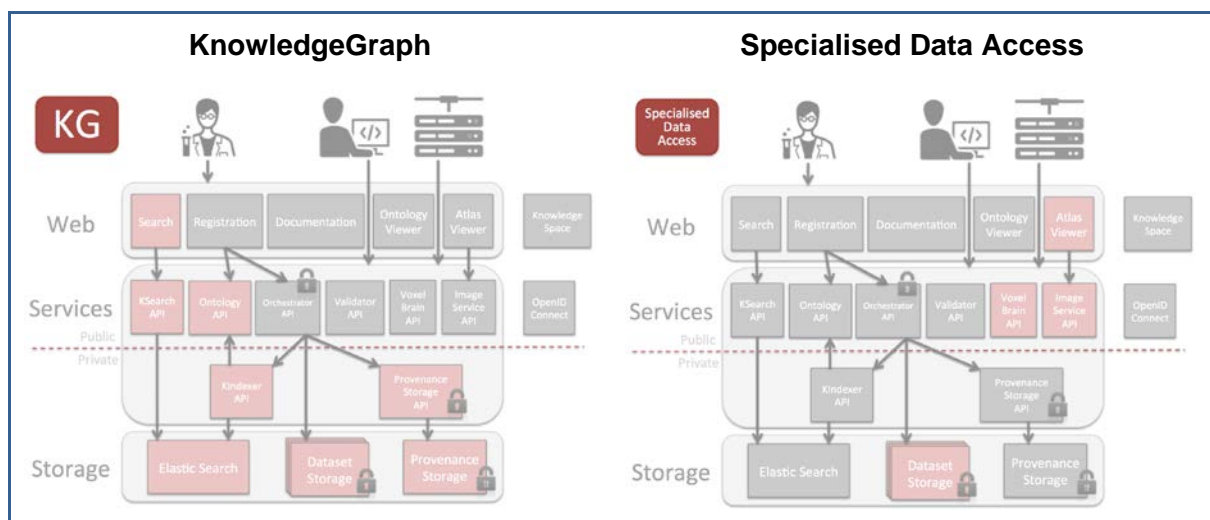 KnowledgeGraph
KG
</>
Web
Search
Registration
Documentation
Ontology
Viewer
Atlas
Viewer
Knowledge
Space
Services
KSearch
API
Ontology
API
Orchestrator
API
Validator
API
Voxel
Brain
API
Image
Service
API
OpenID
Connect
Public
Private
Kindexer
API
Provenance
Storage
API
Storage
Elastic Search
Dataset
Storage
Provenance
Storage
Specialised Data Access
Specialised
Data
Access
</>
Web
Search
Registration
Documentation
Ontology
Viewer
Atlas
Viewer
Knowledge
Space
Services
KSearch
API
Ontology
API
Orchestrator
API
Validator
API
Voxel
Brain API
Image
Service
API
OpenID
Connect
Public
Private
Kindexer
API
Provenance
Storage
API
Storage
Elastic Search
Dataset
Storage
Provenance
Storage